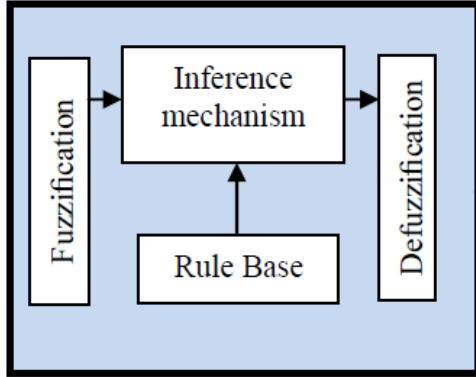 Fuzzification
Inference
mechanism
Rule Base
Defuzzification